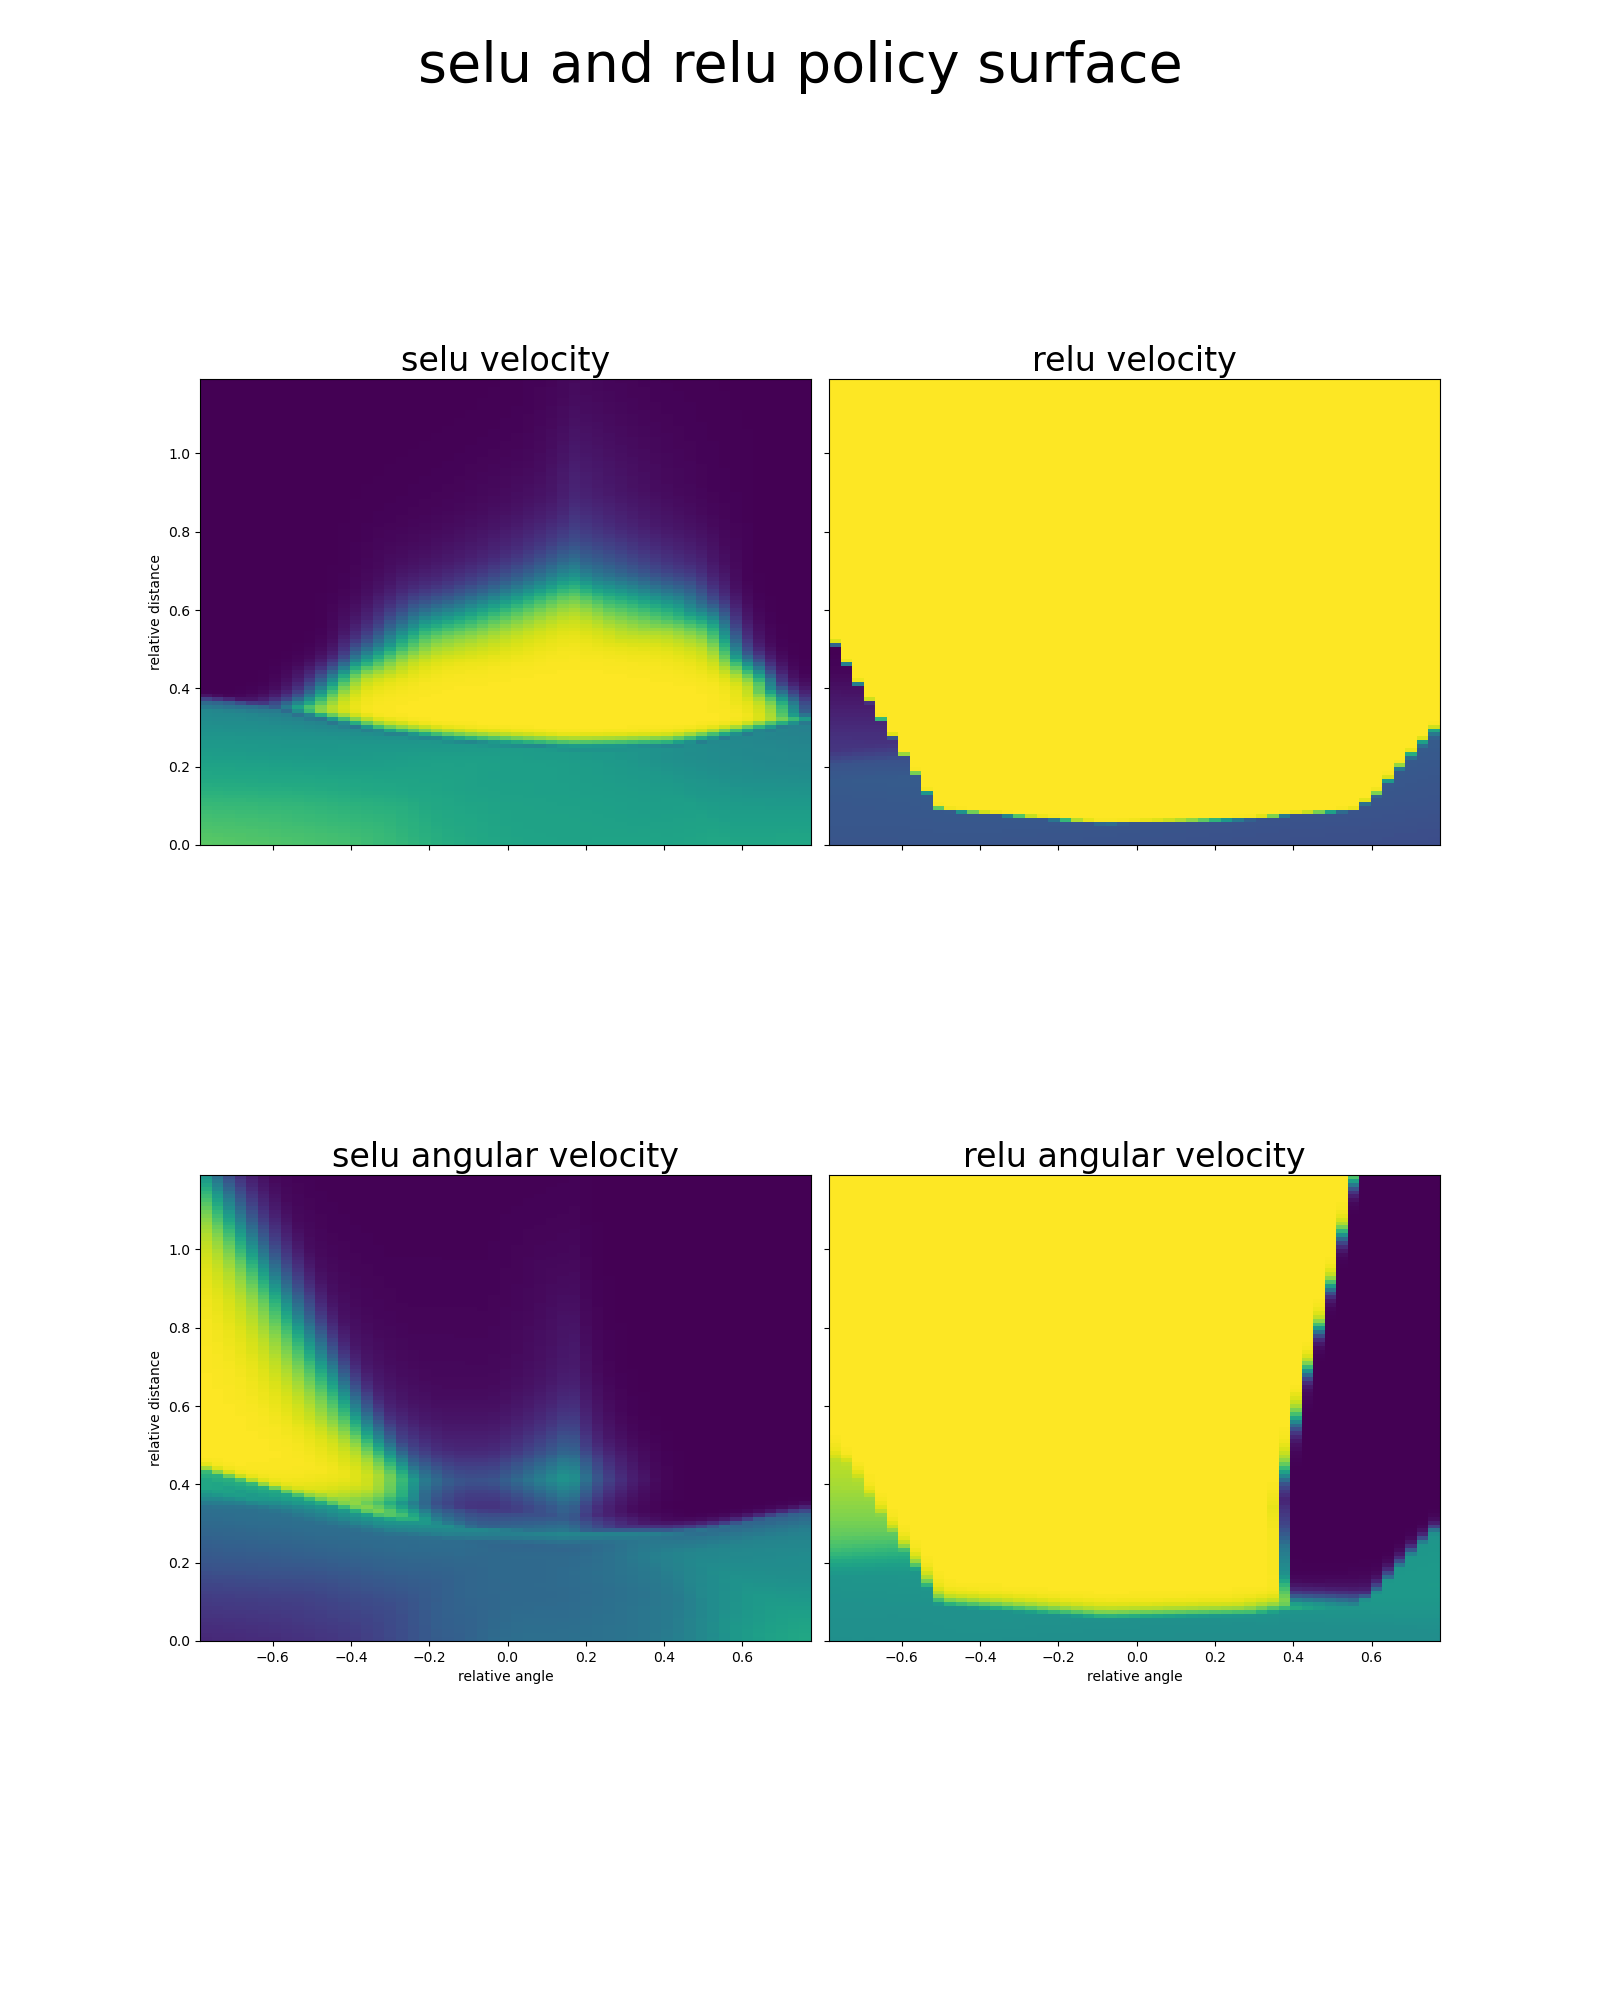 selu and relu policy surface
selu velocity
relu velocity
relative distance
1.0
0.8
0.6
0.4
0.2
0.0
selu angular velocity
relu angular velocity
relative distance
1.0
0.8
0.6
0.4
0.2
0.0
−0.6 −0.4 −0.2 0.0 0.2 0.4 0.6
relative angle
−0.6 −0.4 −0.2 0.0 0.2 0.4 0.6
relative angle